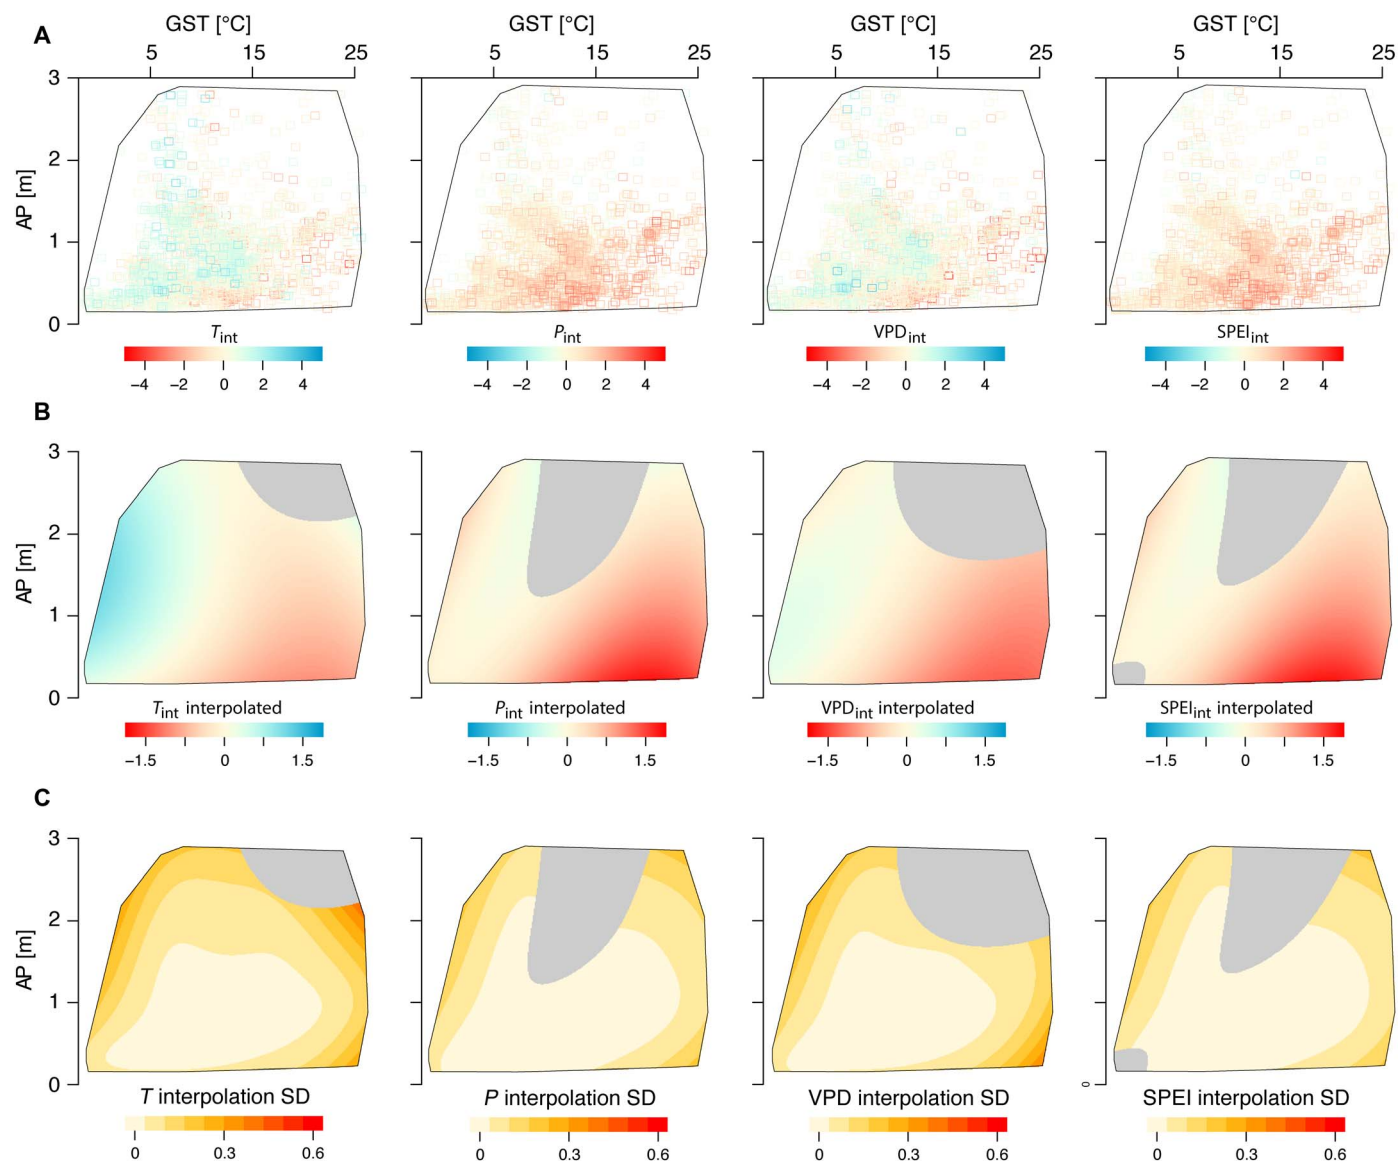 A
GST [°C] GST [°C] GST [°C] GST [°C]
5 15 25 5 15 25 5 15 25 5 15 25
3
2
AP [m]
1
0
Tint Pint VPDint SPEIint
−4 −2 0 2 4 −4 −2 0 2 4 −4 −2 0 2 4 −4 −2 0 2 4
B
3
2
AP [m]
1
0
Tint interpolated Pint interpolated VPDint interpolated SPEIint interpolated
−1.5 0 1.5 −1.5 0 1.5 −1.5 0 1.5 −1.5 0 1.5
C
3
2
AP [m]
1
0 0
T interpolation SD P interpolation SD VPD interpolation SD SPEI interpolation SD
0 0.3 0.6 0 0.3 0.6 0 0.3 0.6 0 0.3 0.6